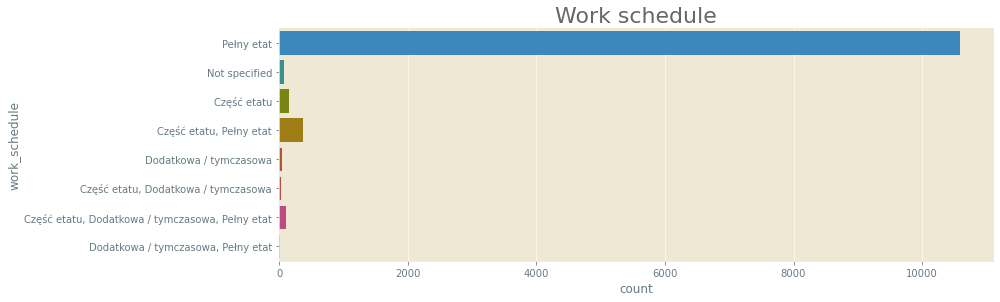 Work schedule
work_schedule
Pełny etat
Not specified
Część etatu
Część etatu, Pełny etat
Dodatkowa / tymczasowa
Część etatu, Dodatkowa / tymczasowa
Część etatu, Dodatkowa / tymczasowa, Pełny etat
Dodatkowa / tymczasowa, Pełny etat
0 2000 4000 6000 8000 10000
count